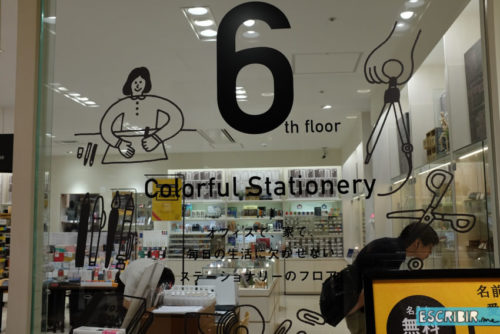 6
th floor
Colorful Stationery
オフィスで、家で、
毎日の生活に欠かせない
ステーショナリーのフロア
名前
名
無料
ESCRIBIR.me